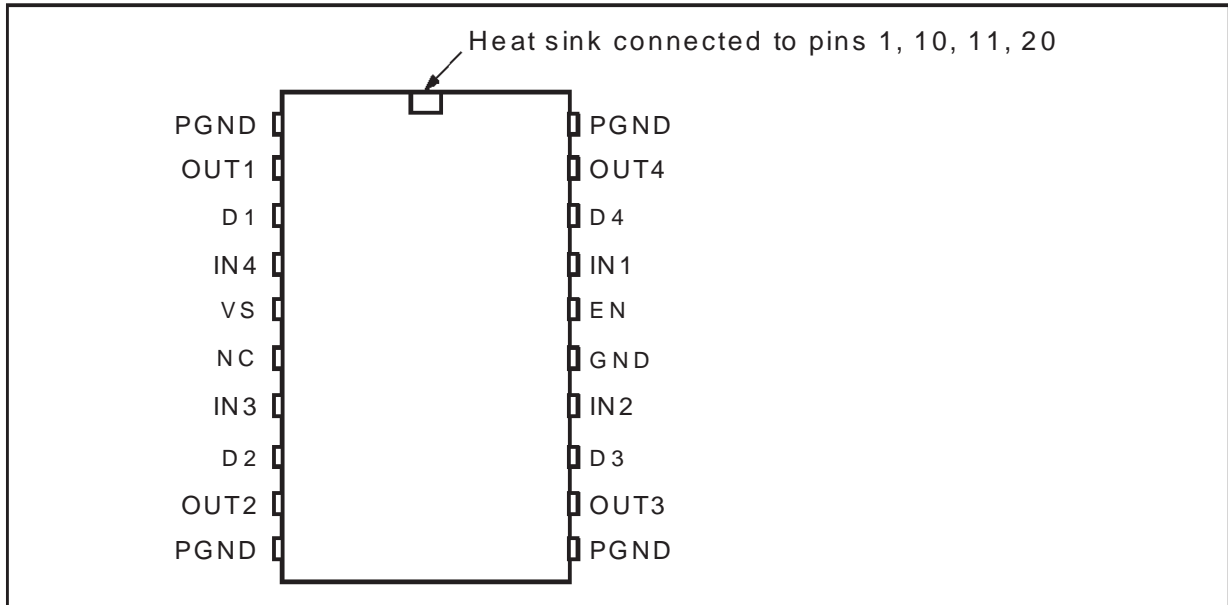 Heat sink connected to pins 1, 10, 11, 20
PGND PGND
OUT1 OUT4
D1 D4
IN4 IN1
VS EN
NC GND
IN3 IN2
D2 D3
OUT2 OUT3
PGND PGND